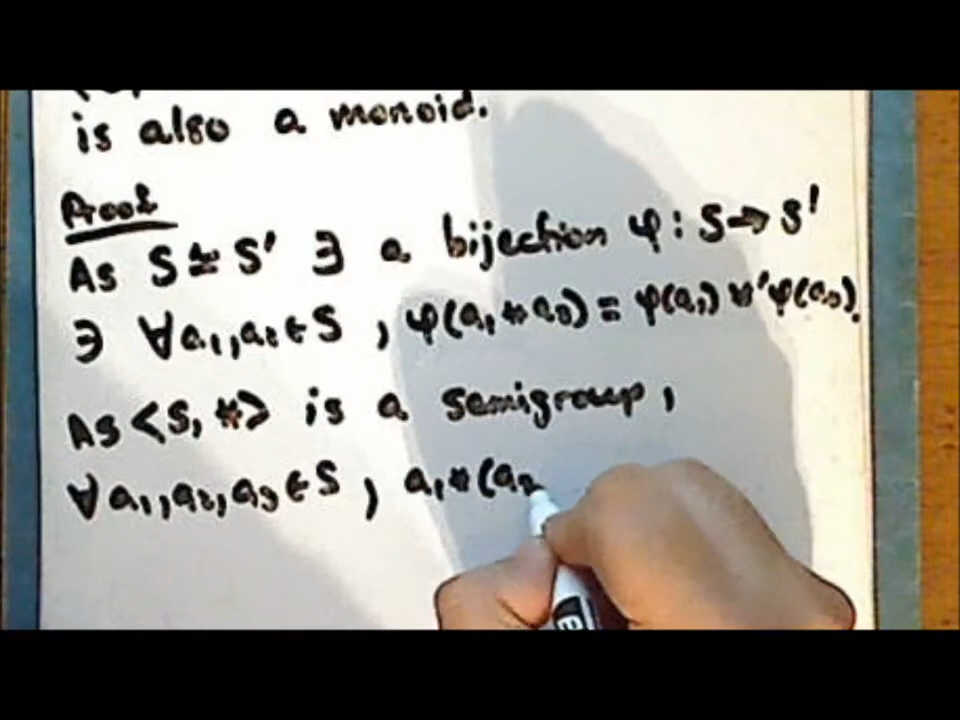 is also a monoid.
Proof
As S ≅ S' ∃ a bijection φ: S → S'
∋ ∀a₁,a₂ ∈ S, φ(a₁ * a₂) = φ(a₁) *' φ(a₂).
As <S, *> is a semigroup,
∀a₁,a₂,a₃ ∈ S, a₁*(a₂